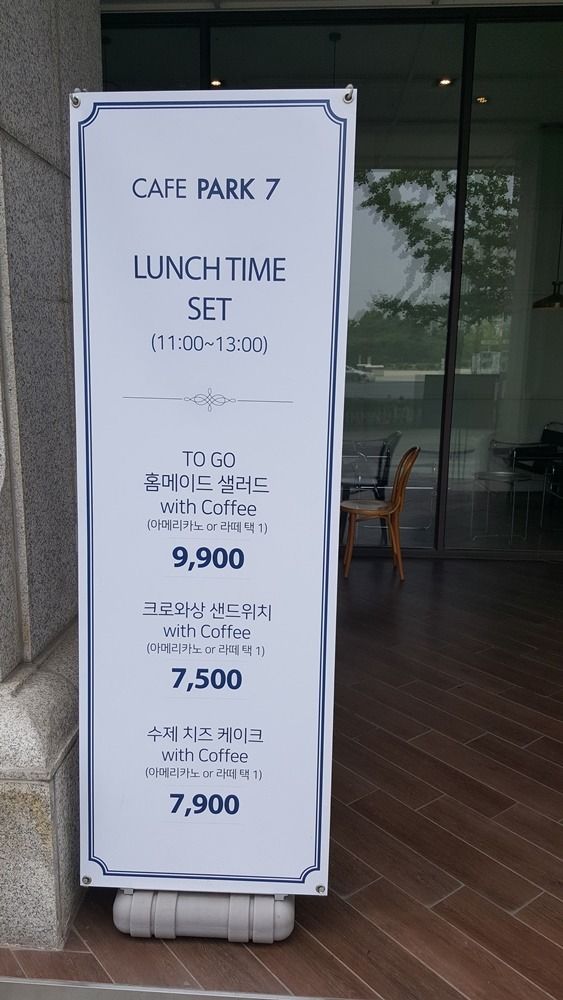 CAFE PARK 7
LUNCH TIME
SET
(11:00~13:00)
TO GO
홈메이드 샐러드
with Coffee
(아메리카노 or 라떼 택 1)
9,900
크로와상 샌드위치
with Coffee
(아메리카노 or 라떼 택 1)
7,500
수제 치즈 케이크
with Coffee
(아메리카노 or 라떼 택 1)
7,900